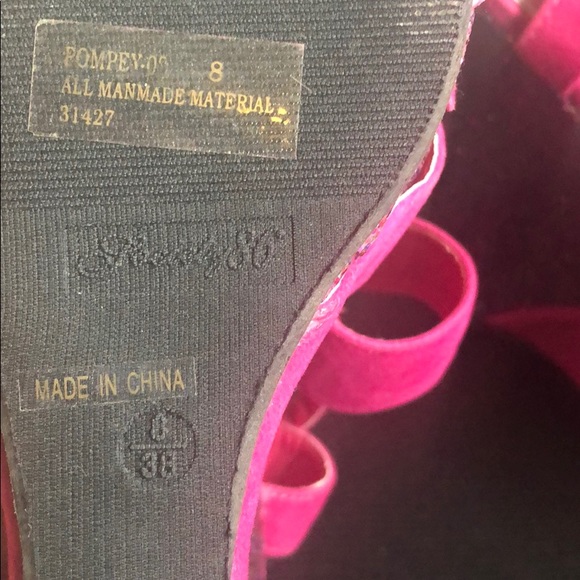 POMPEY-0 8
ALL MANMADE MATERIAL
31427
MADE IN CHINA
8
38